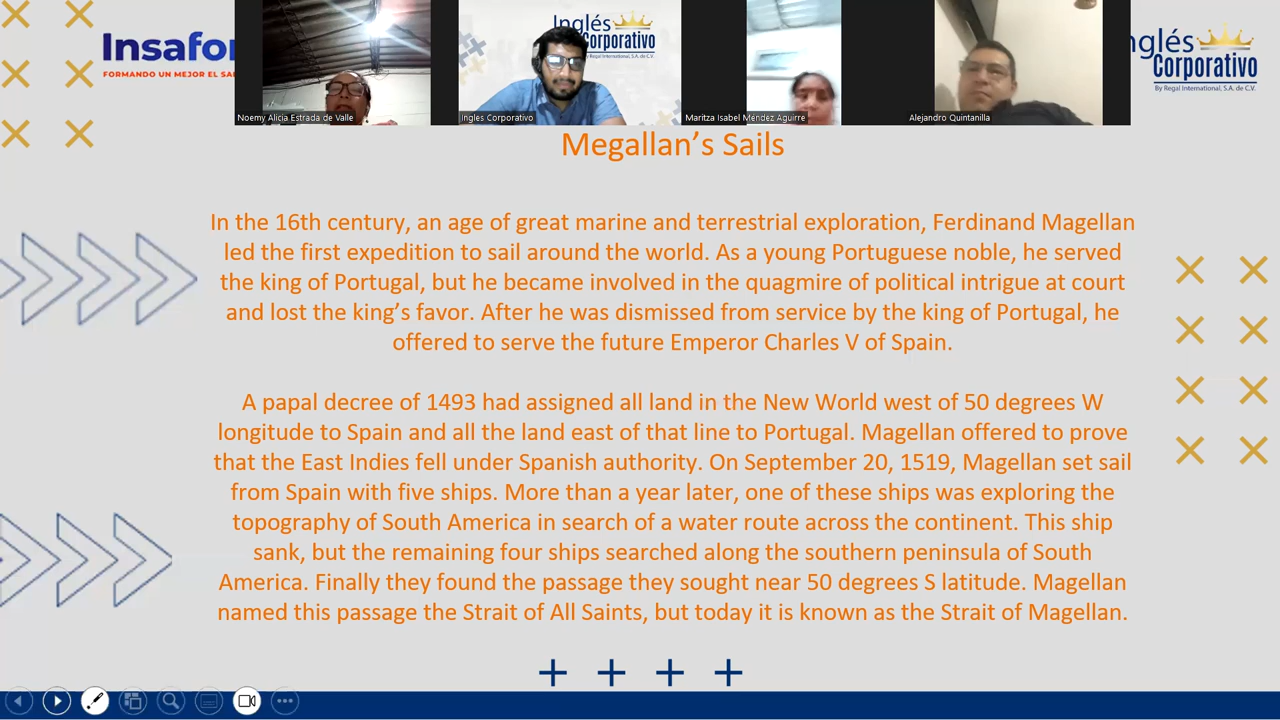 Insafor
FORMANDO UN MEJOR EL SA
Inglés
Corporativo
By Regal International, S.A. de C.V.
nglés
Corporativo
By Regal International, S.A. de C.V.
Noemy Alicia Estrada de Valle
Ingles Corporativo
Maritza Isabel Méndez Aguirre
Alejandro Quintanilla
Megallan’s Sails
In the 16th century, an age of great marine and terrestrial exploration, Ferdinand Magellan
led the first expedition to sail around the world. As a young Portuguese noble, he served
the king of Portugal, but he became involved in the quagmire of political intrigue at court
and lost the king’s favor. After he was dismissed from service by the king of Portugal, he
offered to serve the future Emperor Charles V of Spain.
A papal decree of 1493 had assigned all land in the New World west of 50 degrees W
longitude to Spain and all the land east of that line to Portugal. Magellan offered to prove
that the East Indies fell under Spanish authority. On September 20, 1519, Magellan set sail
from Spain with five ships. More than a year later, one of these ships was exploring the
topography of South America in search of a water route across the continent. This ship
sank, but the remaining four ships searched along the southern peninsula of South
America. Finally they found the passage they sought near 50 degrees S latitude. Magellan
named this passage the Strait of All Saints, but today it is known as the Strait of Magellan.